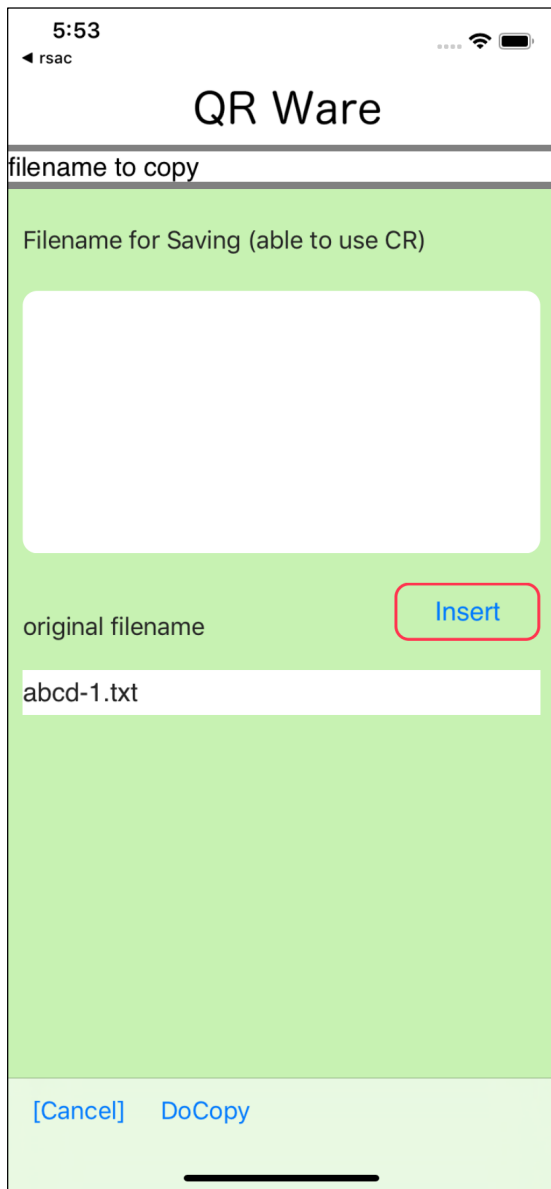 5:53
◀ rsac
QR Ware
filename to copy
Filename for Saving (able to use CR)
Insert
original filename
abcd-1.txt
[Cancel] DoCopy